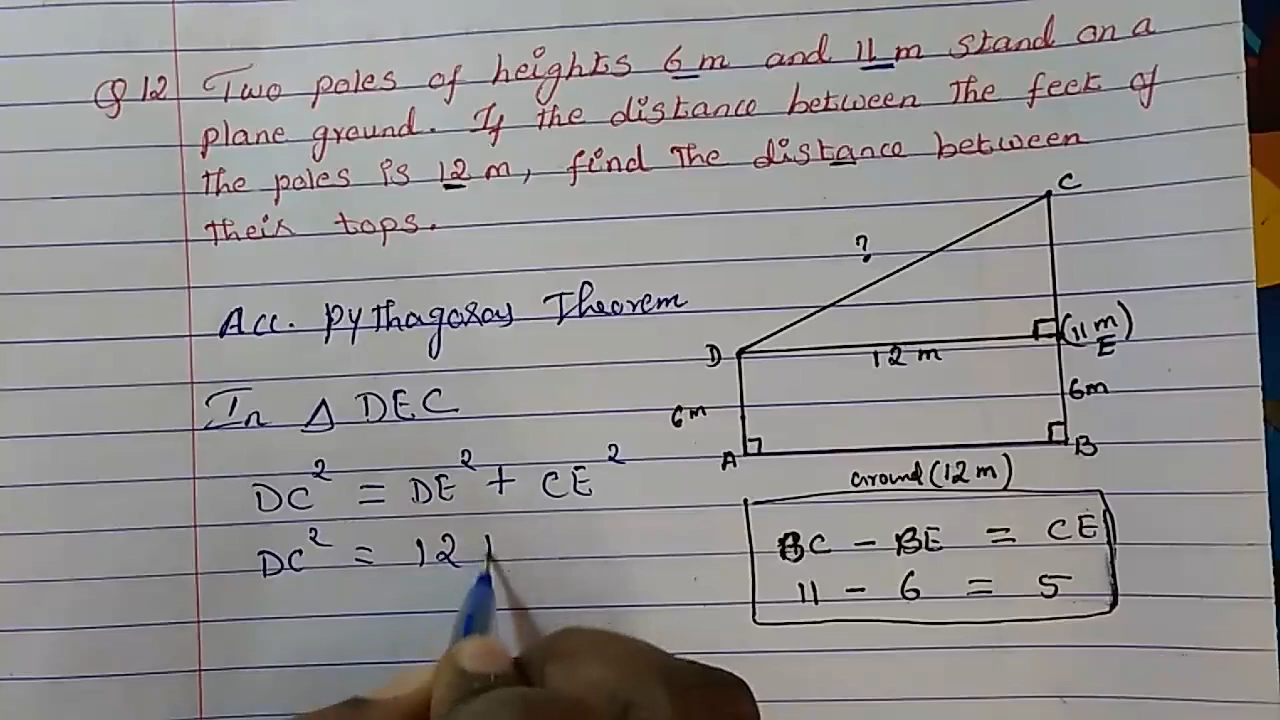 Q 12 Two poles of heights 6 m and 11 m stand on a
plane ground. If the distance between the feet of
the poles is 12 m, find the distance between
their tops.
C
?
Acc. pythagoras Theorem
D
12 m
(11 m)
E
In Δ DEC
6m
6m
A
B
DC² = DE² + CE²
Ground (12 m)
DC² = 12
BC - BE = CE
11 - 6 = 5